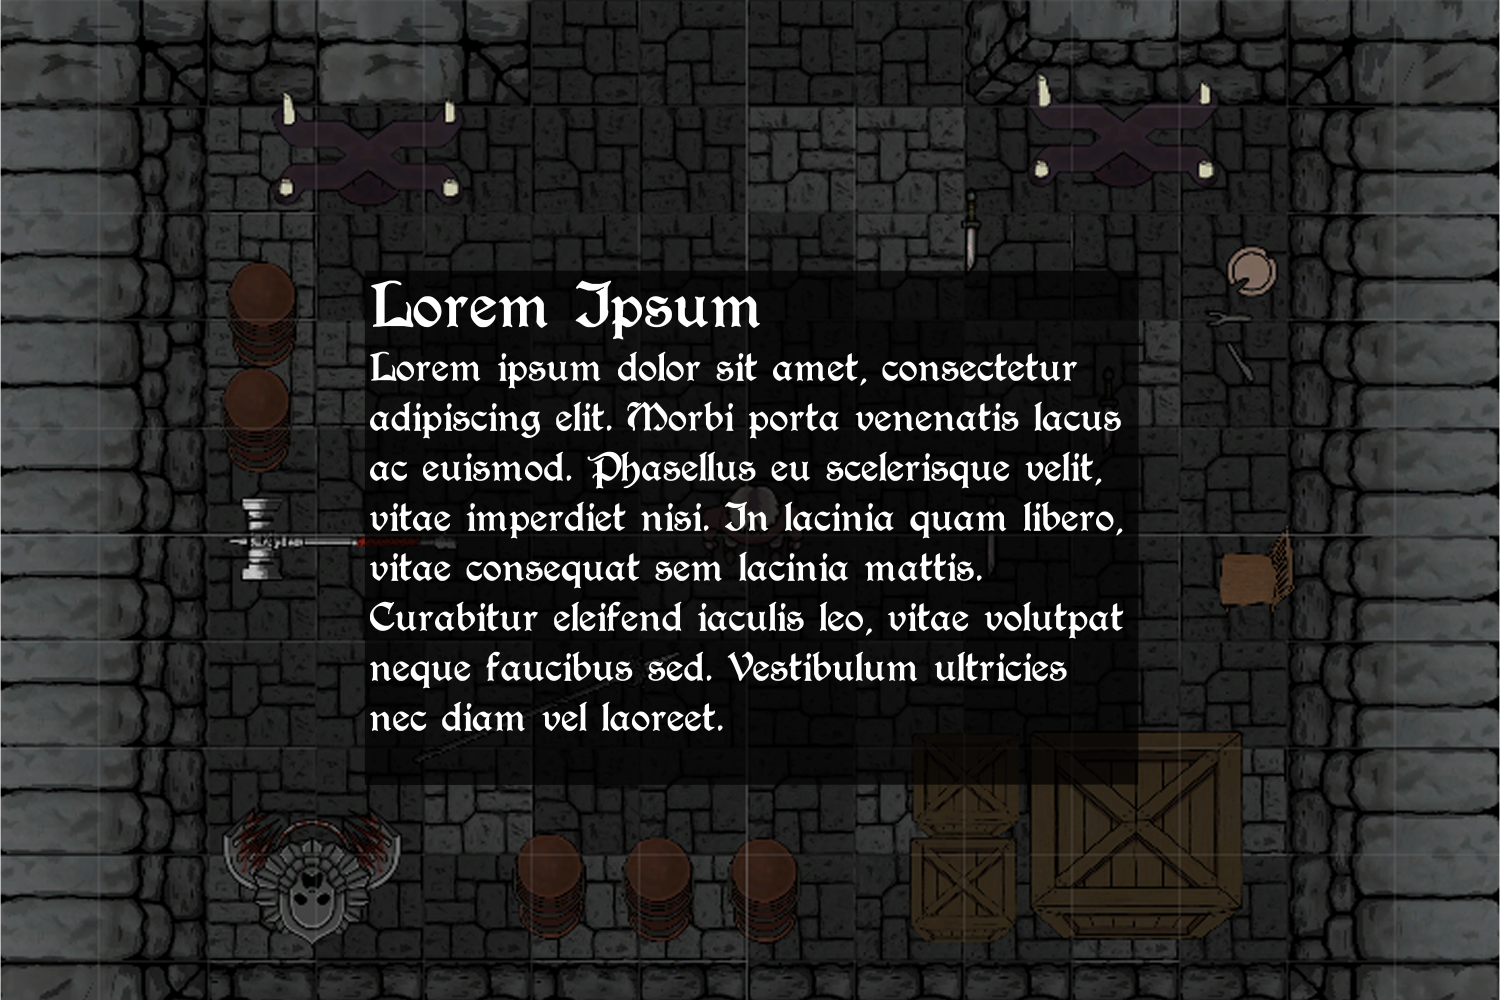 Lorem Ipsum
Lorem ipsum dolor sit amet, consectetur
adipiscing elit. Morbi porta venenatis lacus
ac euismod. Phasellus eu scelerisque velit,
vitae imperdiet nisi. In lacinia quam libero,
vitae consequat sem lacinia mattis.
Curabitur eleifend iaculis leo, vitae volutpat
neque faucibus sed. Vestibulum ultricies
nec diam vel laoreet.